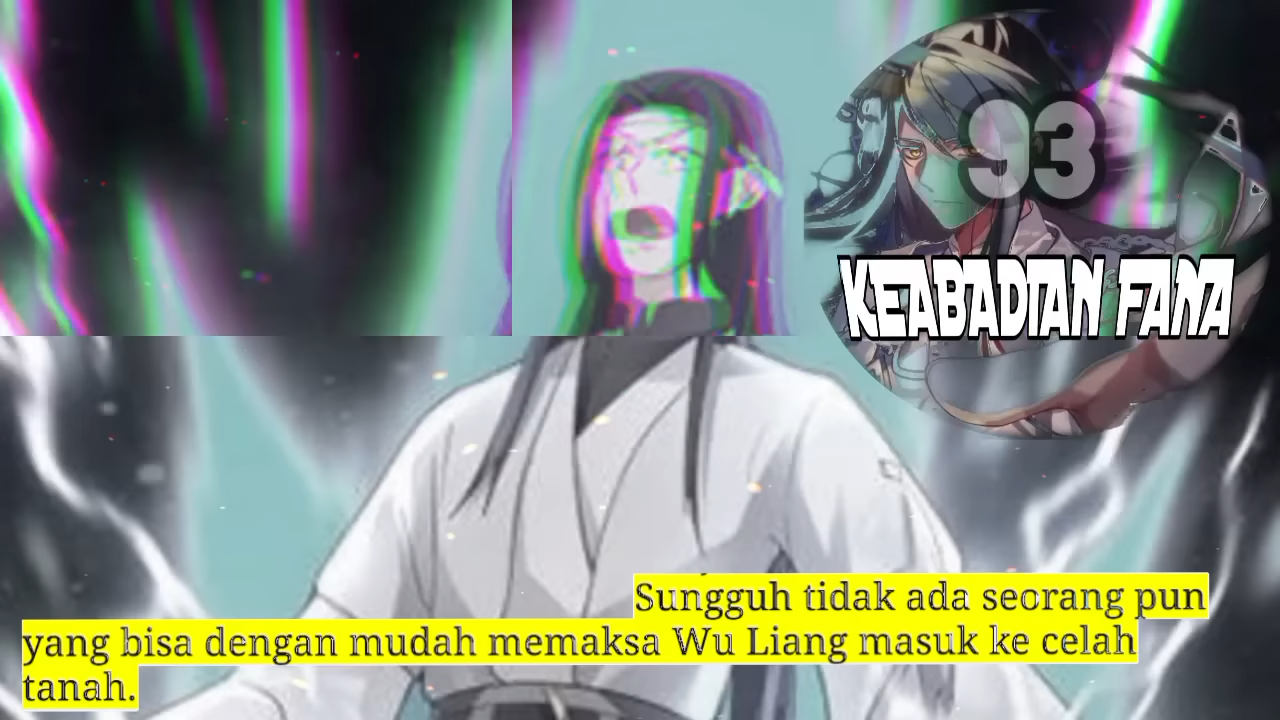 93
KEABADIAN FANA
Sungguh tidak ada seorang pun
yang bisa dengan mudah memaksa Wu Liang masuk ke celah
tanah.